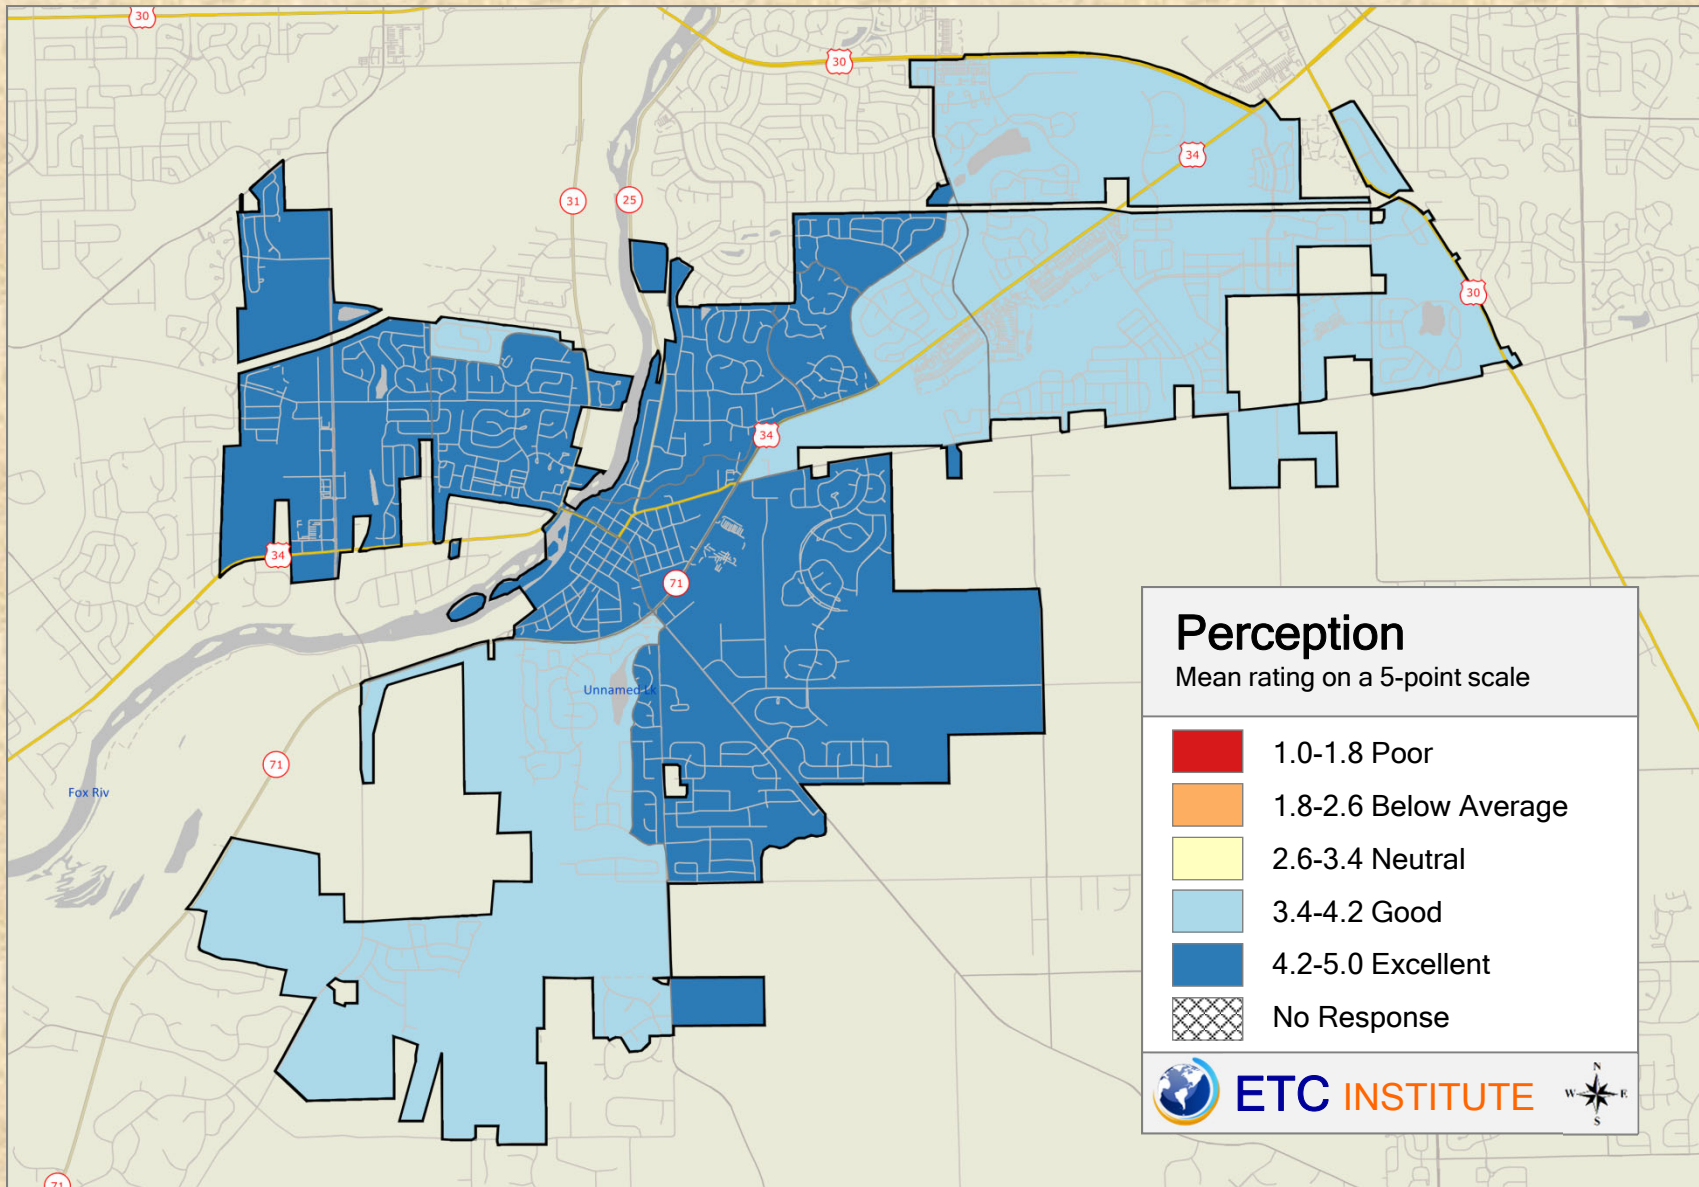 30
30
34
31
25
30
34
34
71
Unnamed Lk
71
Fox Riv
71
Perception
Mean rating on a 5-point scale
1.0-1.8 Poor
1.8-2.6 Below Average
2.6-3.4 Neutral
3.4-4.2 Good
4.2-5.0 Excellent
No Response
ETC INSTITUTE
N
W E
S